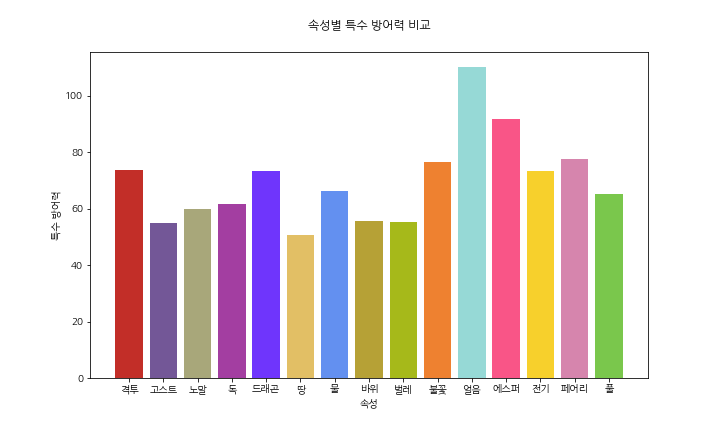 속성별 특수 방어력 비교
특수 방어력
100
80
60
40
20
0
격투 고스트 노말 독 드래곤 땅 물 바위 벌레 불꽃 얼음 에스퍼 전기 페어리 풀
속성